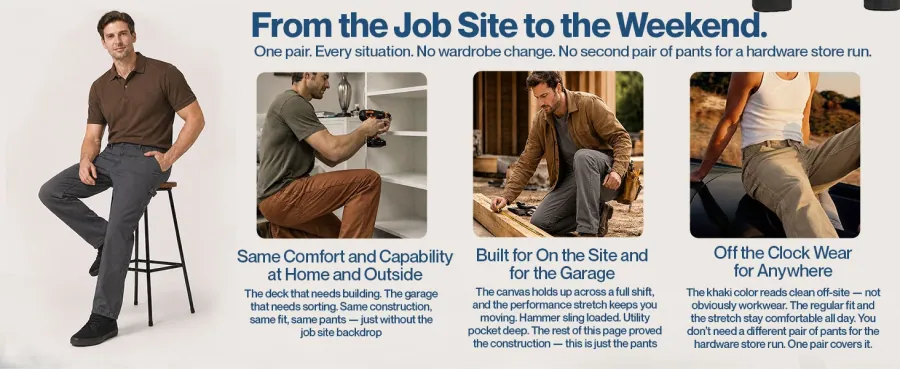 From the Job Site to the Weekend.
One pair. Every situation. No wardrobe change. No second pair of pants for a hardware store run.
Same Comfort and Capability
at Home and Outside
The deck that needs building. The garage
that needs sorting. Same construction,
same fit, same pants — just without the
job site backdrop
Built for On the Site and
for the Garage
The canvas holds up across a full shift,
and the performance stretch keeps you
moving. Hammer sling loaded. Utility
pocket deep. The rest of this page proved
the construction — this is just the pants
Off the Clock Wear
for Anywhere
The khaki color reads clean off-site — not
obviously workwear. The regular fit and
the stretch stay comfortable all day. You
don't need a different pair of pants for the
hardware store run. One pair covers it.